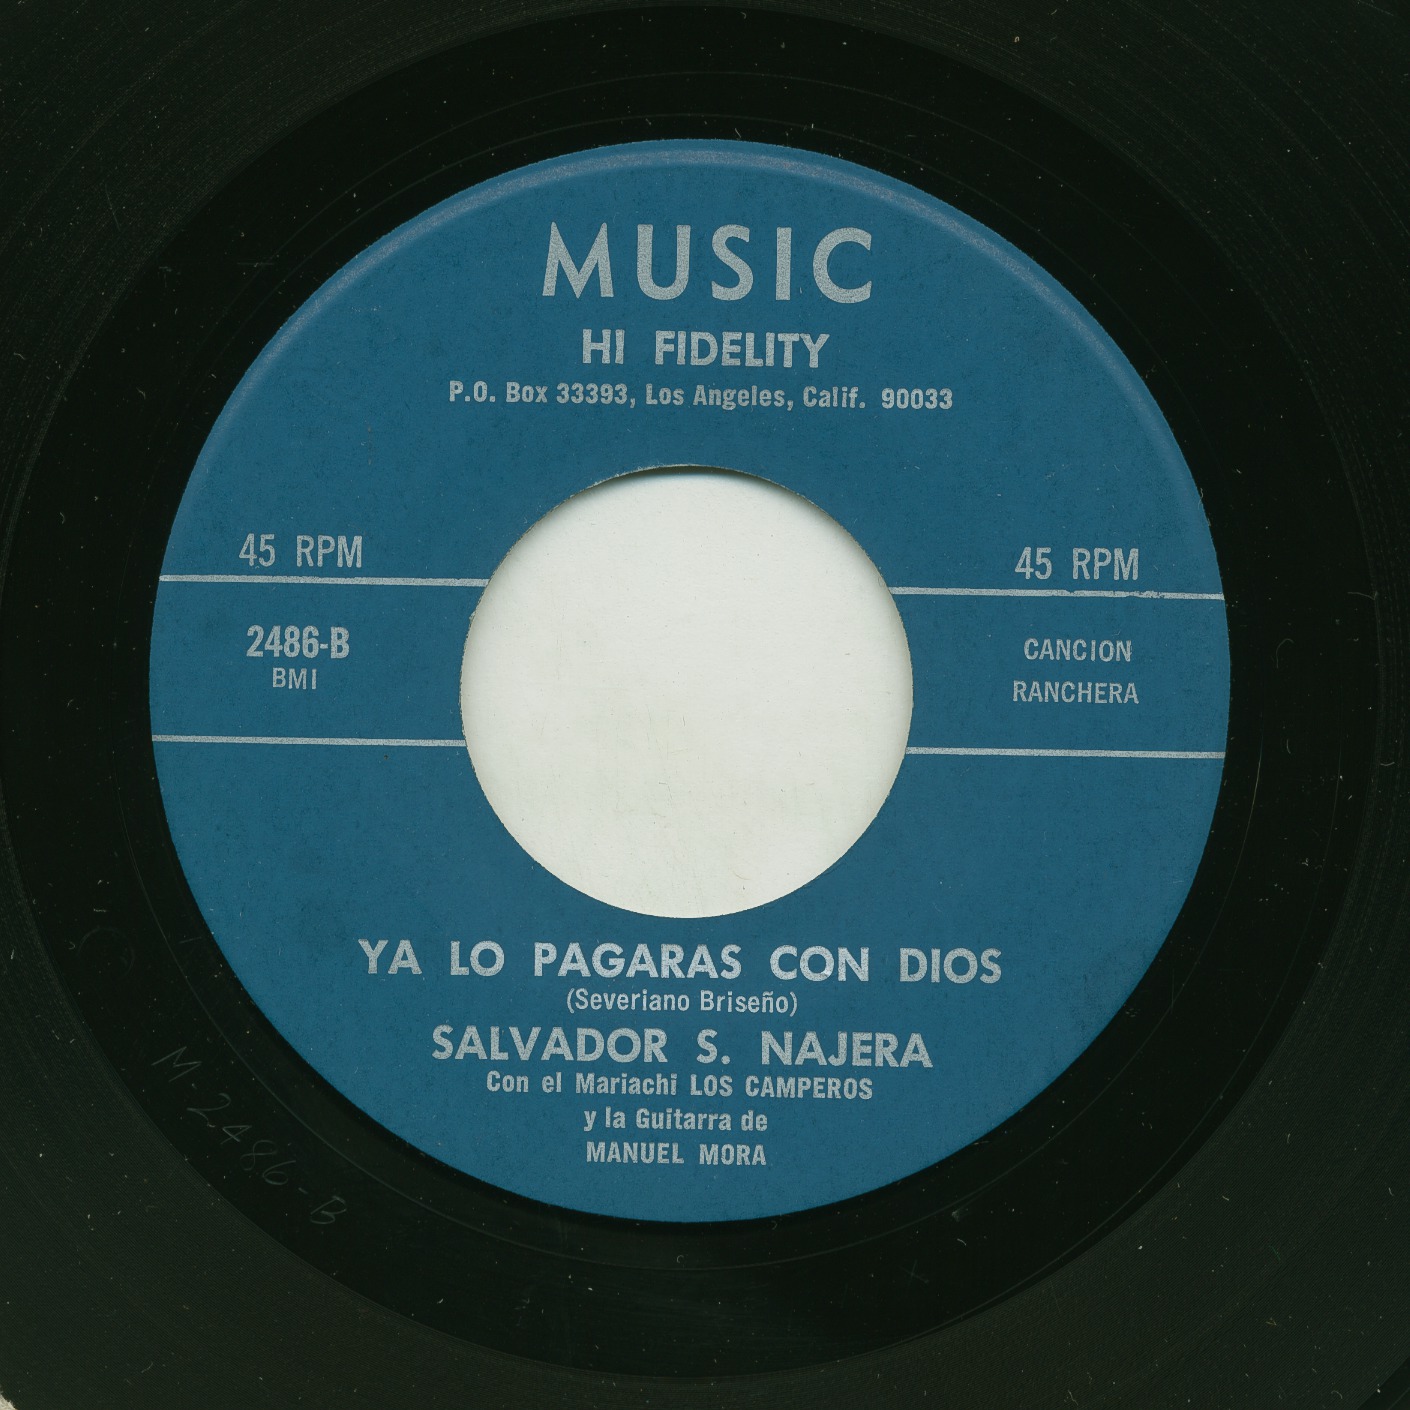 MUSIC
HI FIDELITY
P.O. Box 33393, Los Angeles, Calif. 90033
45 RPM
45 RPM
2486-B
BMI
CANCION
RANCHERA
YA LO PAGARAS CON DIOS
(Severiano Briseño)
SALVADOR S. NAJERA
Con el Mariachi LOS CAMPEROS
y la Guitarra de
MANUEL MORA
M-2486-B